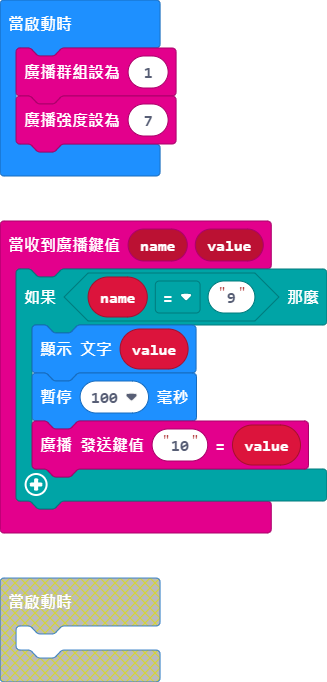 當啟動時
廣播群組設為 1
廣播強度設為 7
當收到廣播鍵值 name value
如果 name = "9" 那麼
顯示 文字 value
暫停 100 毫秒
廣播 發送鍵值 "10" = value
當啟動時